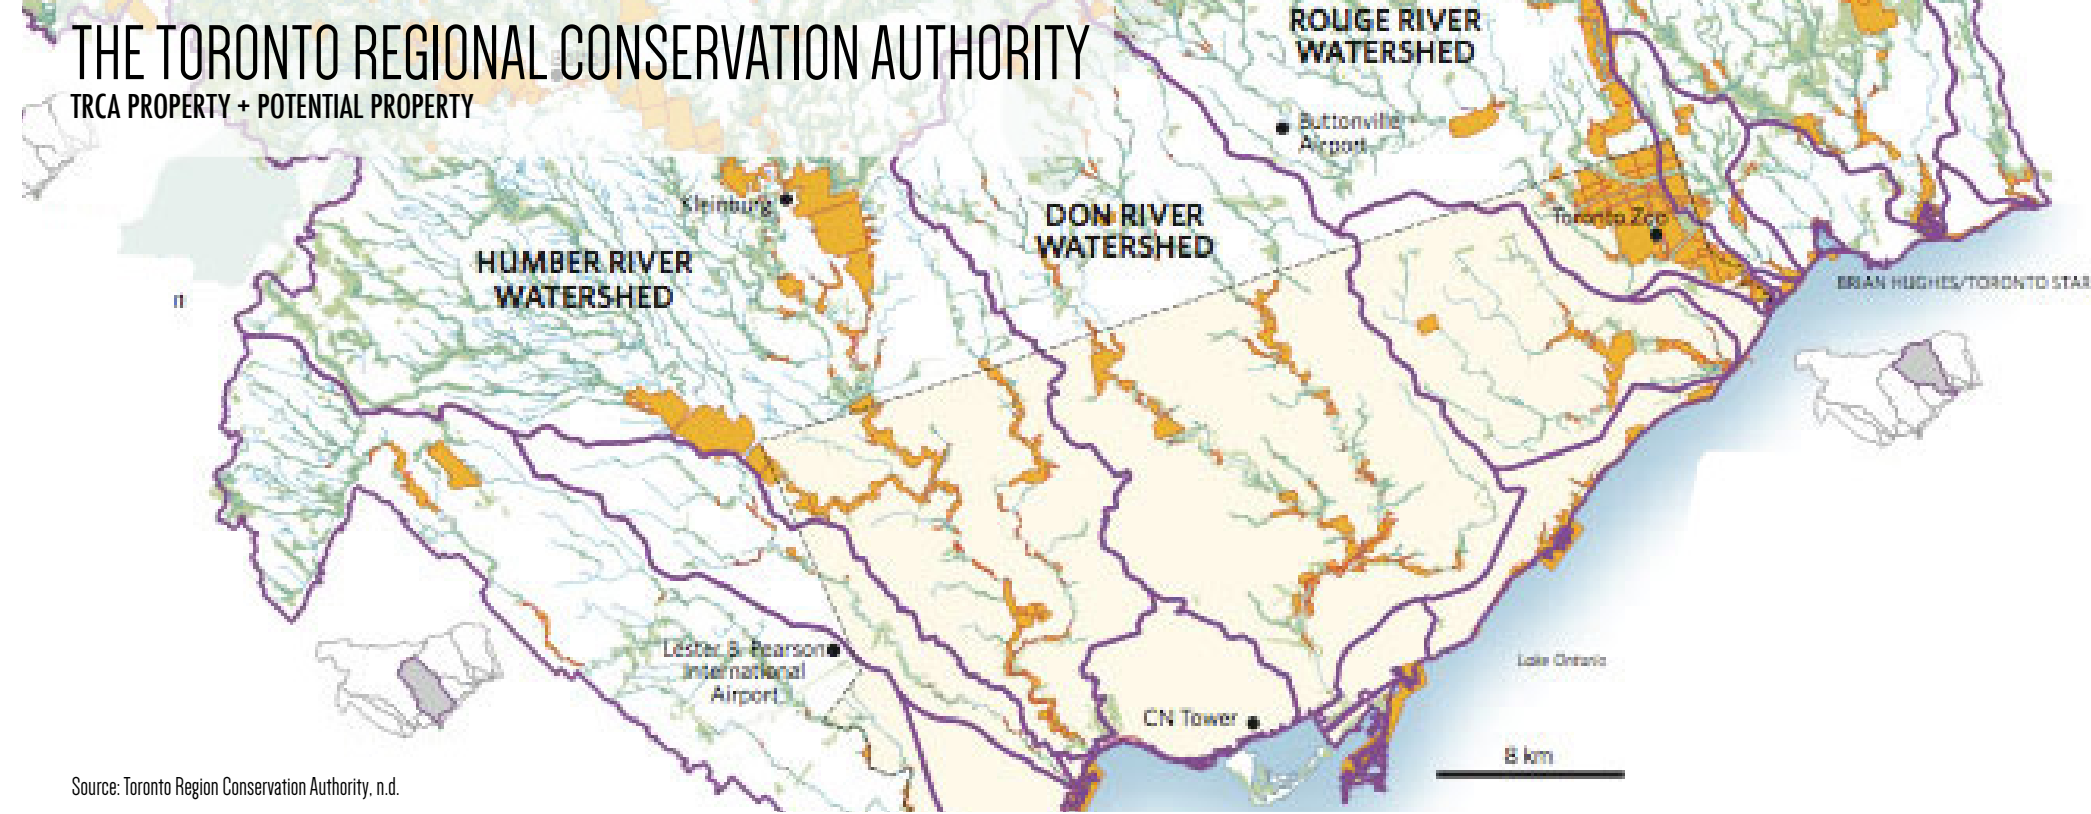 THE TORONTO REGIONAL CONSERVATION AUTHORITY
TRCA PROPERTY + POTENTIAL PROPERTY
ROUGE RIVER
WATERSHED
Buttonville
Airport
Kleinburg
DON RIVER
WATERSHED
Toronto Zoo
HUMBER RIVER
WATERSHED
BRIAN HUGHES/TORONTO STAR
Lester B. Pearson
International
Airport
Lake Ontario
CN Tower
8 km
Source: Toronto Region Conservation Authority, n.d.